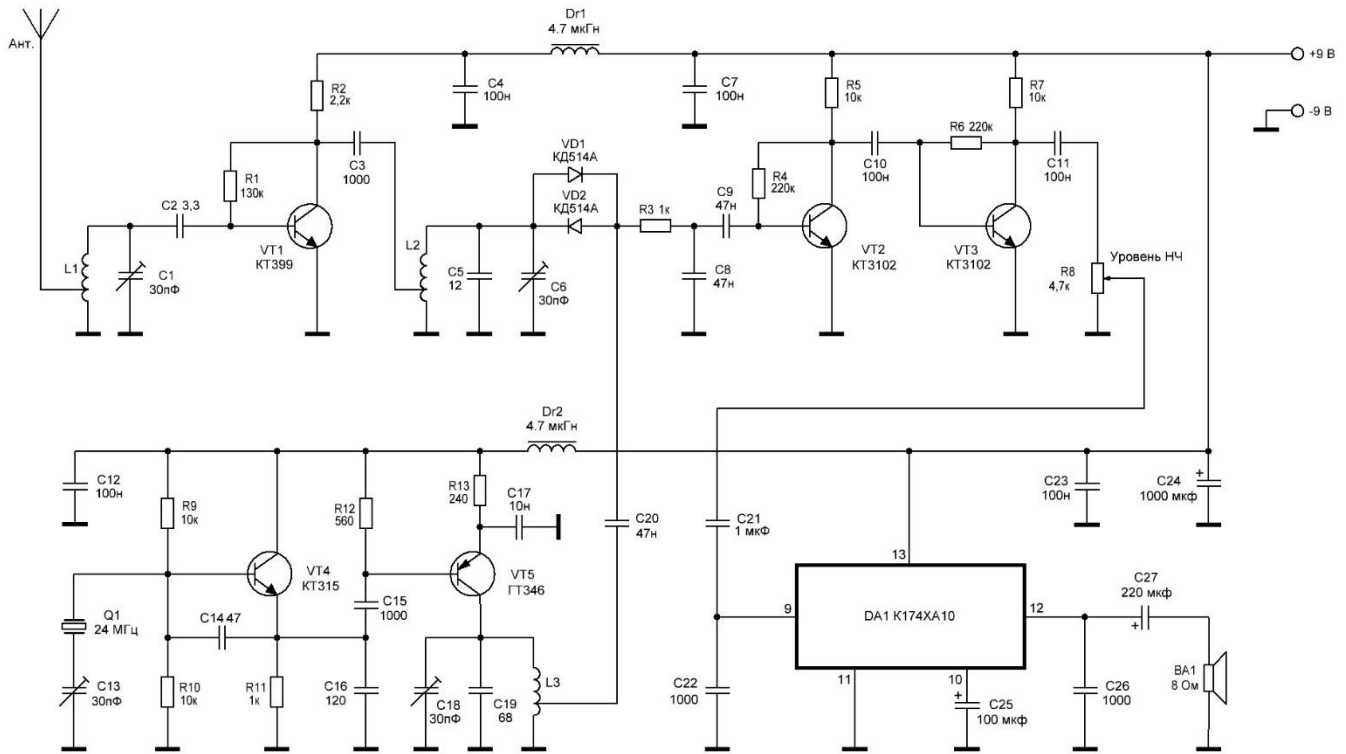 Ант.
Dr1
4.7 мкГн
+9 В
-9 В
R2
2,2к
C4
100н
C7
100н
R5
10к
R7
10к
R6 220к
R1
130к
C3
1000
VD1
КД514А
VD2
КД514А
C10
100н
C11
100н
R4
220к
C2 3,3
R3 1к
C9
47н
VT1
КТ399
L1
C1
30пФ
L2
C5
12
C6
30пФ
C8
47н
VT2
КТ3102
VT3
КТ3102
Уровень НЧ
R8
4,7к
Dr2
4.7 мкГн
C12
100н
R9
10к
R12
560
R13
240
C17
10н
C20
47н
C21
1 мкФ
C23
100н
C24
1000 мкф
+
VT4
КТ315
VT5
ГТ346
Q1
24 МГц
C14 47
C15
1000
13
9
DA1 К174ХА10
12
C27
220 мкф
+
C13
30пФ
R10
10к
R11
1к
C16
120
C18
30пФ
C19
68
L3
C22
1000
11
10
+
C25
100 мкф
C26
1000
BA1
8 Ом